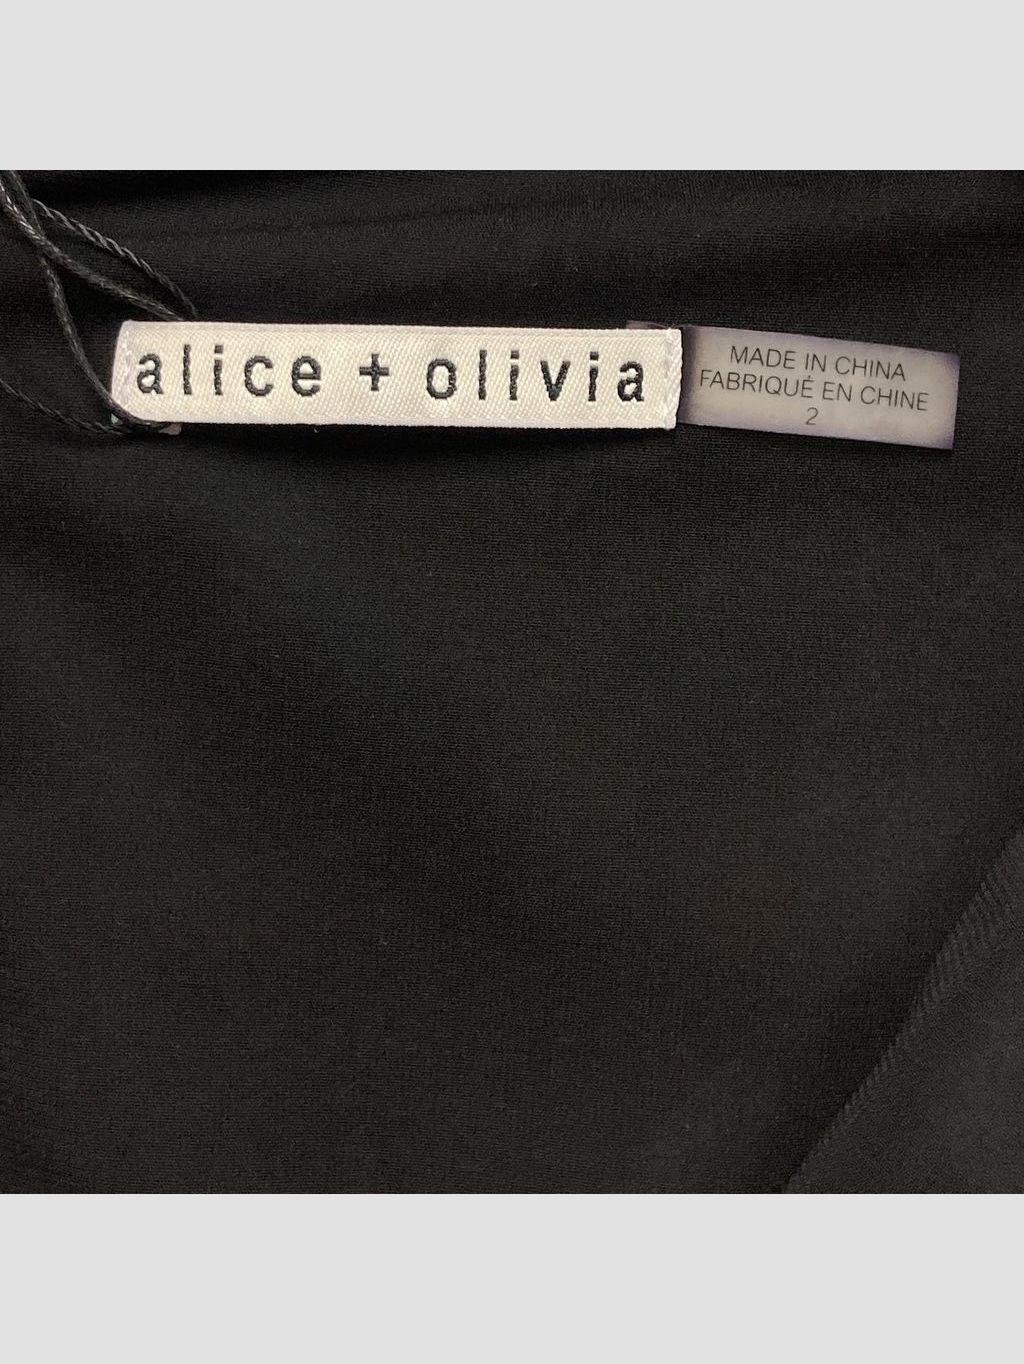 alice + olivia
MADE IN CHINA
FABRIQUÉ EN CHINE
2